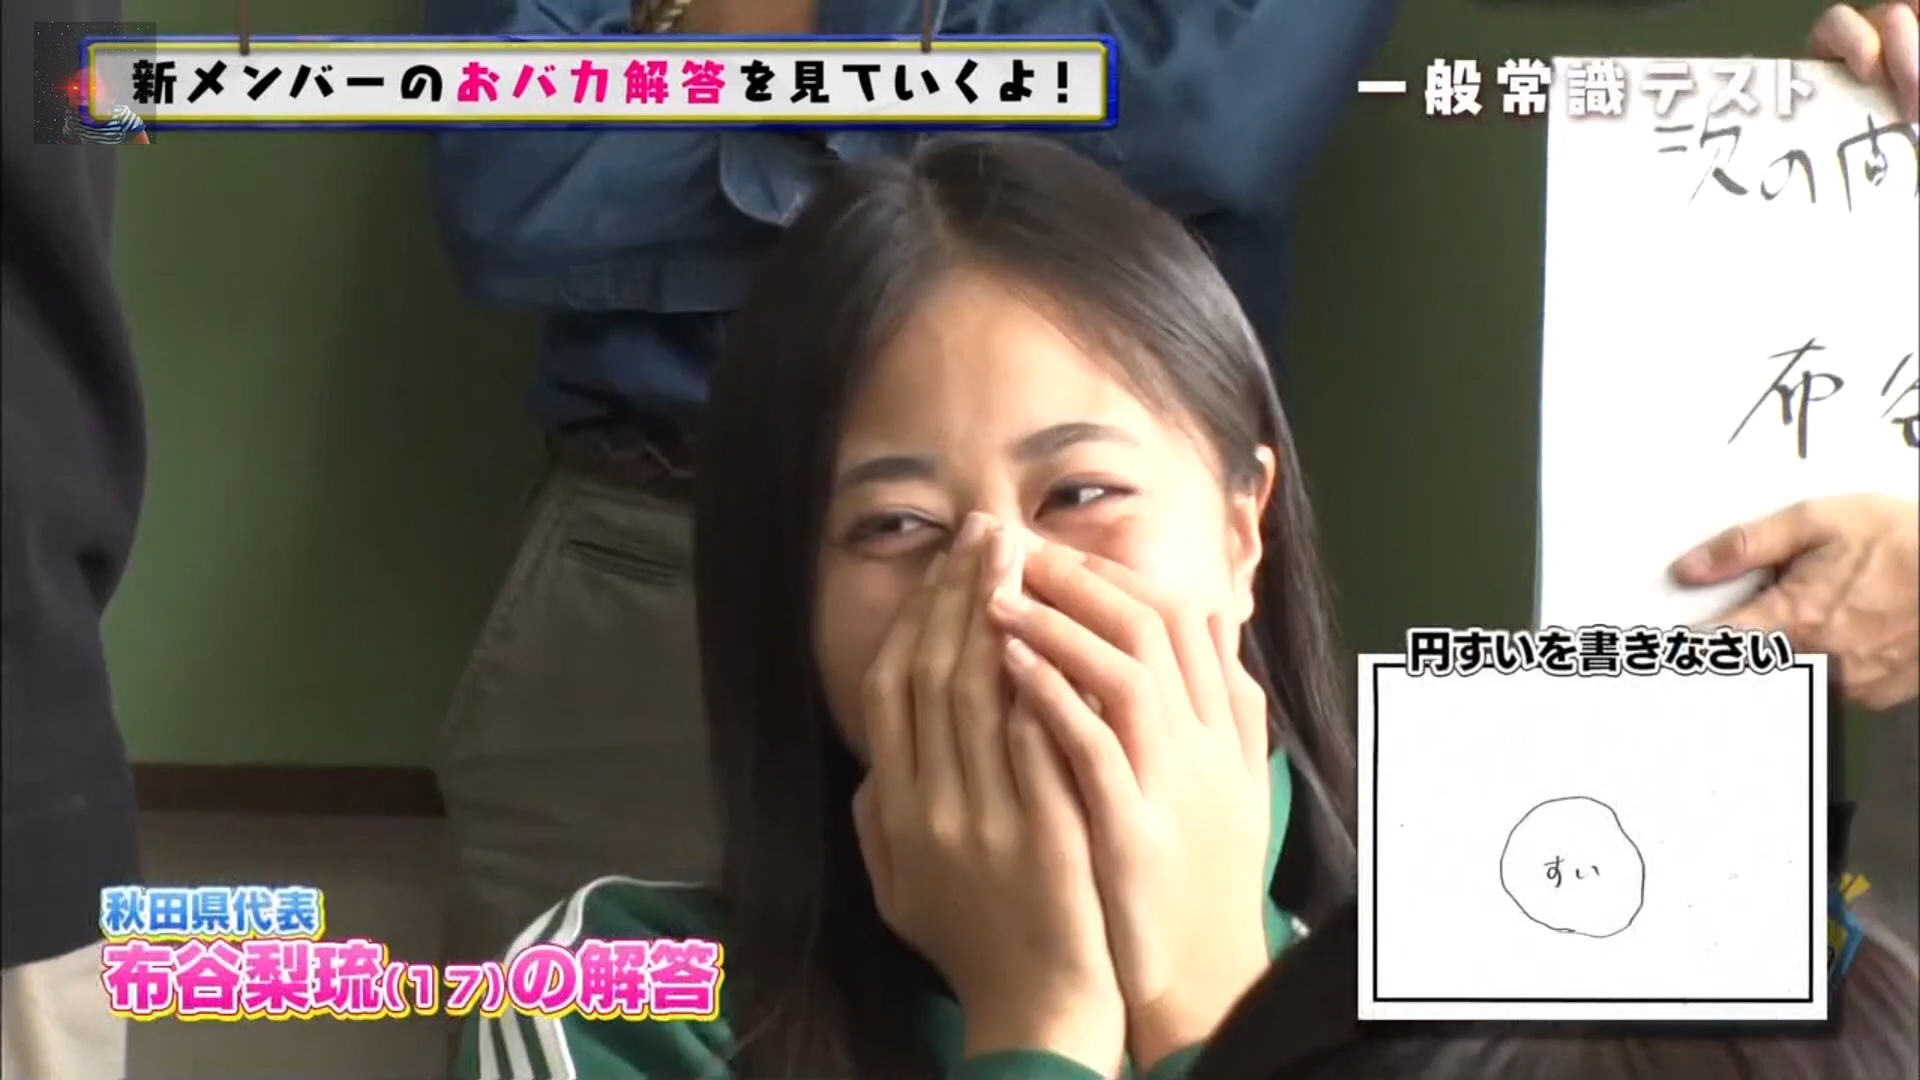 新メンバーのおバカ解答を見ていくよ！
一般常識テスト
次の問
布谷
円すいを書きなさい
すい
秋田県代表
布谷梨琉(17)の解答